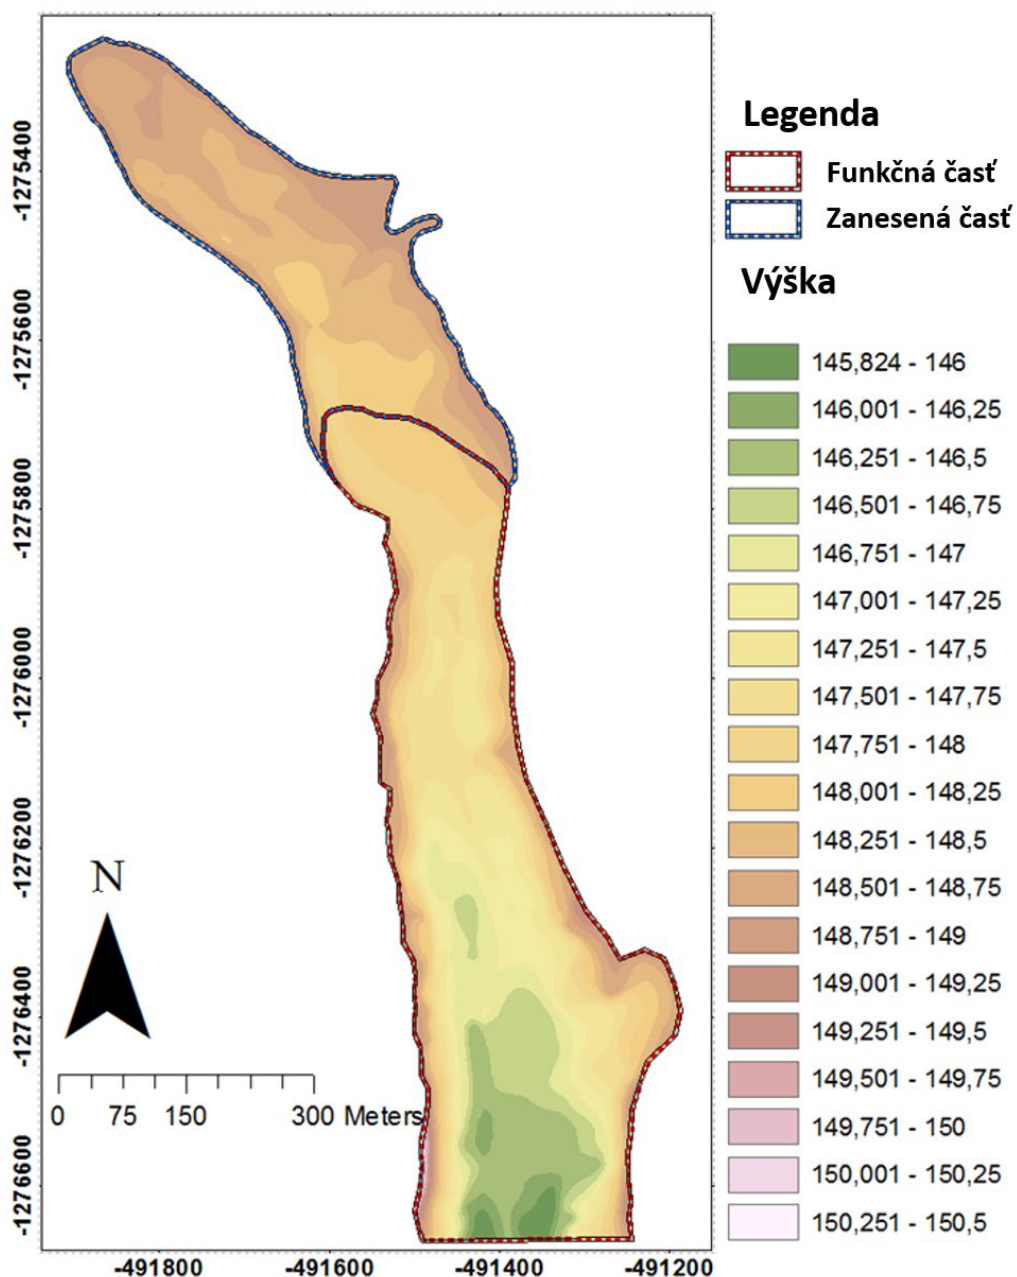 Legenda
Funkčná časť
Zanesená časť
Výška
145,824 - 146
146,001 - 146,25
146,251 - 146,5
146,501 - 146,75
146,751 - 147
147,001 - 147,25
147,251 - 147,5
147,501 - 147,75
147,751 - 148
148,001 - 148,25
148,251 - 148,5
148,501 - 148,75
148,751 - 149
149,001 - 149,25
149,251 - 149,5
149,501 - 149,75
149,751 - 150
150,001 - 150,25
150,251 - 150,5
-1275400
-1275600
-1275800
-1276000
-1276200
-1276400
-1276600
N
0 75 150 300 Meters
-491800 -491600 -491400 -491200